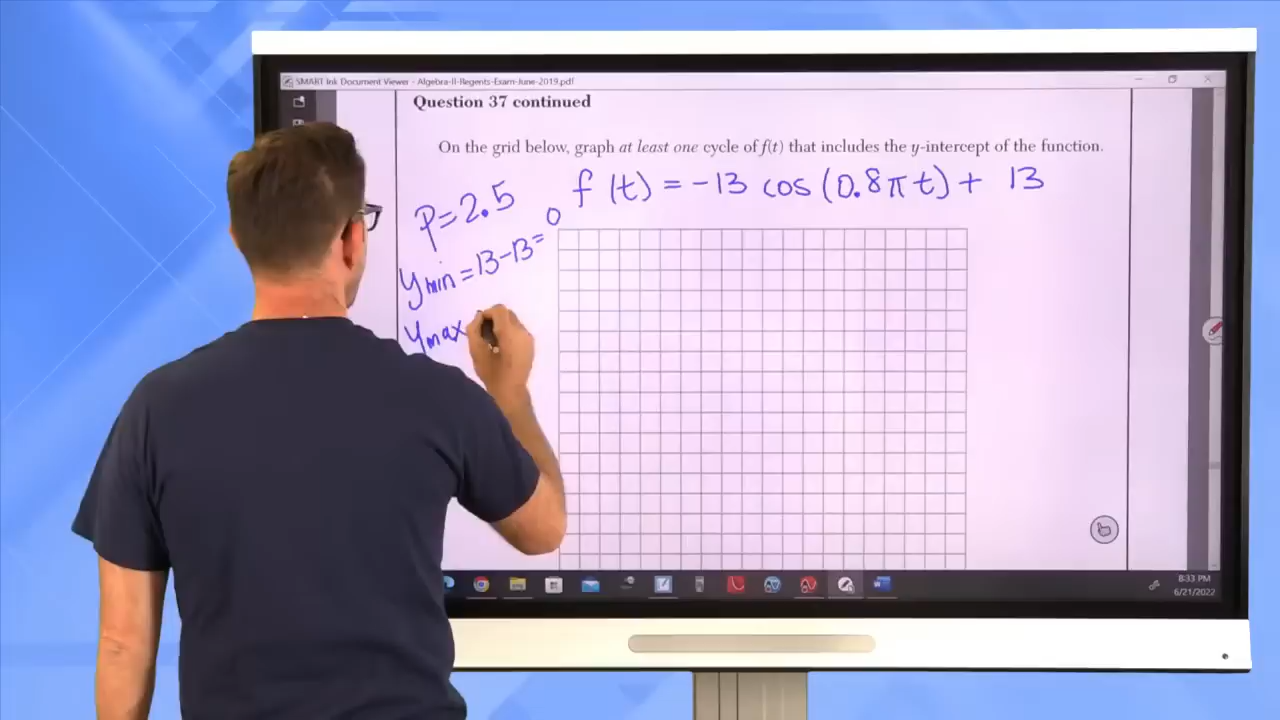 SMART Ink Document Viewer - Algebra-II-Regents-Exam-June-2019.pdf
Question 37 continued
On the grid below, graph at least one cycle of f(t) that includes the y-intercept of the function.
f(t) = -13 cos(0.8πt) + 13
P=2.5
ymin = 13-13= 0
ymax
8:33 PM
6/21/2022